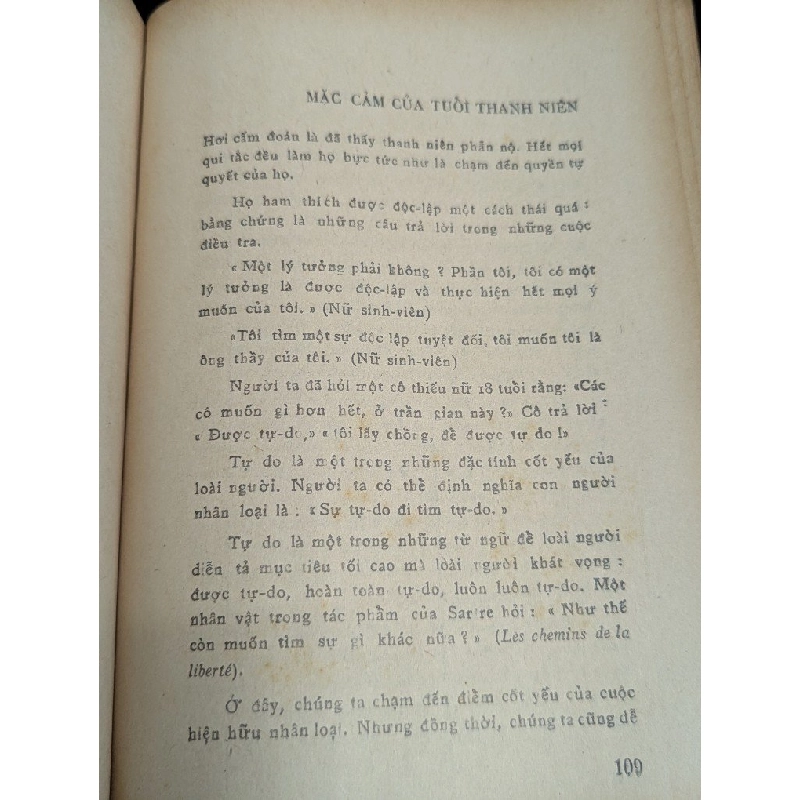 MẶC CẢM CỦA TUỔI THANH NIÊN
Hơi cấm đoán là đã thấy thanh niên phẫn nộ. Hết mọi
qui tắc đều làm họ bực tức như là chạm đến quyền tự
quyết của họ.
Họ ham thích được độc-lập một cách thái quá :
bằng chứng là những câu trả lời trong những cuộc
điều tra.
« Một lý tưởng phải không ? Phần tôi, tôi có một
lý tưởng là được độc-lập và thực hiện hết mọi ý
muốn của tôi. » (Nữ sinh-viên)
«Tôi tìm một sự độc lập tuyệt đối, tôi muốn tôi là
ông thầy của tôi. » (Nữ sinh-viên)
Người ta đã hỏi một cô thiếu nữ 18 tuổi rằng: «Các
cô muốn gì hơn hết, ở trần gian này ?» Cô trả lời :
« Được tự-do,» « tôi lấy chồng, để được tự do !»
Tự do là một trong những đặc tính cốt yếu của
loài người. Người ta có thể định nghĩa con người
nhân loại là : « Sự tự-do đi tìm tự-do. »
Tự do là một trong những từ ngữ để loài người
diễn tả mục tiêu tối cao mà loài người khát vọng :
được tự-do, hoàn toàn tự-do, luôn luôn tự-do. Một
nhân vật trong tác phẩm của Sartre hỏi : « Như thế
còn muốn tìm sự gì khác nữa ? » (Les chemins de la
liberté).
Ở đây, chúng ta chạm đến điểm cốt yếu của cuộc
hiện hữu nhân loại. Nhưng đồng thời, chúng ta cũng dễ
109